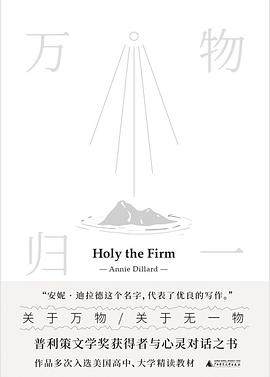 万 物
归 一
Holy the Firm
— Annie Dillard —
“安妮·迪拉德这个名字，代表了优良的写作。”
关于万物 / 关于无一物
普利策文学奖获得者与心灵对话之书
作品多次入选美国高中、大学精读教材